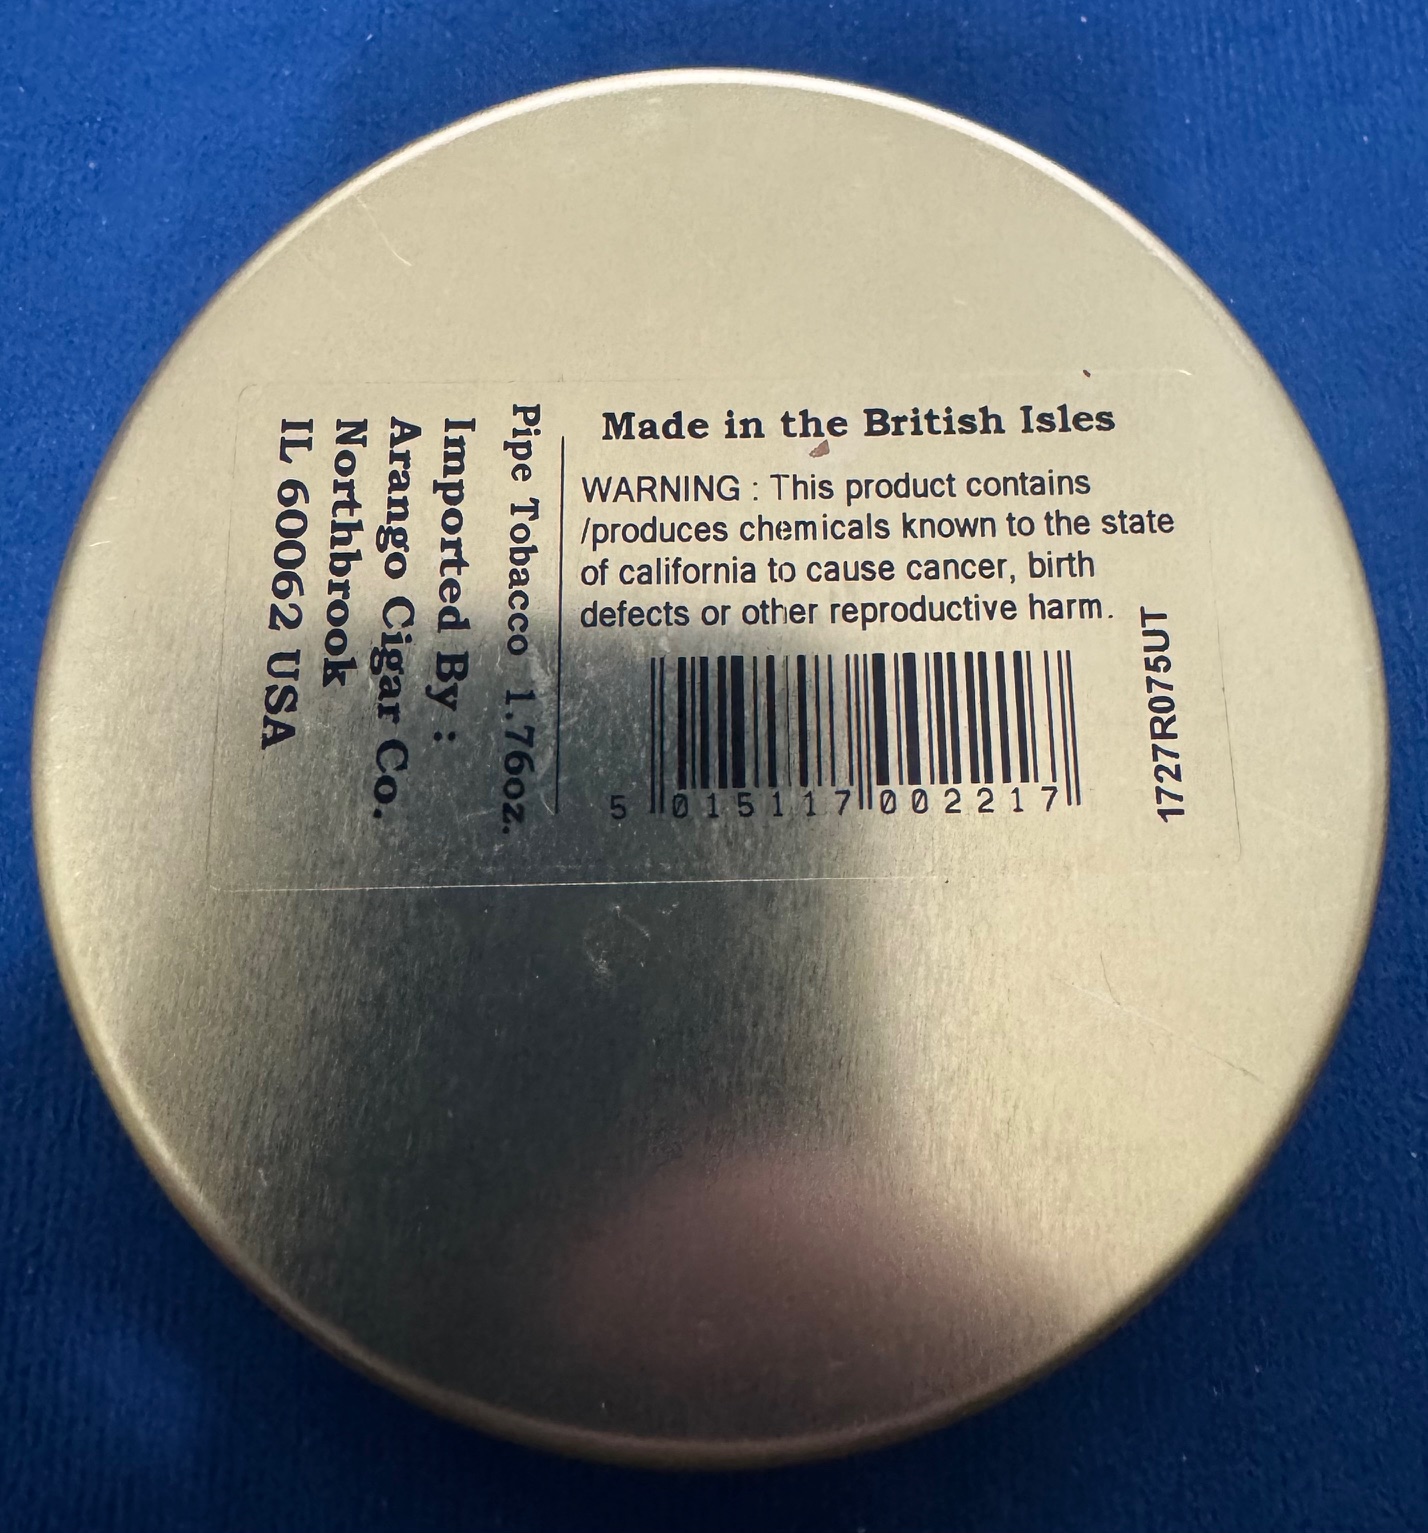 Made in the British Isles
WARNING : This product contains
/produces chemicals known to the state
of california to cause cancer, birth
defects or other reproductive harm.
5 015117 002217
1727R075UT
Pipe Tobacco 1.76oz.
Imported By :
Arango Cigar Co.
Northbrook
IL 60062 USA